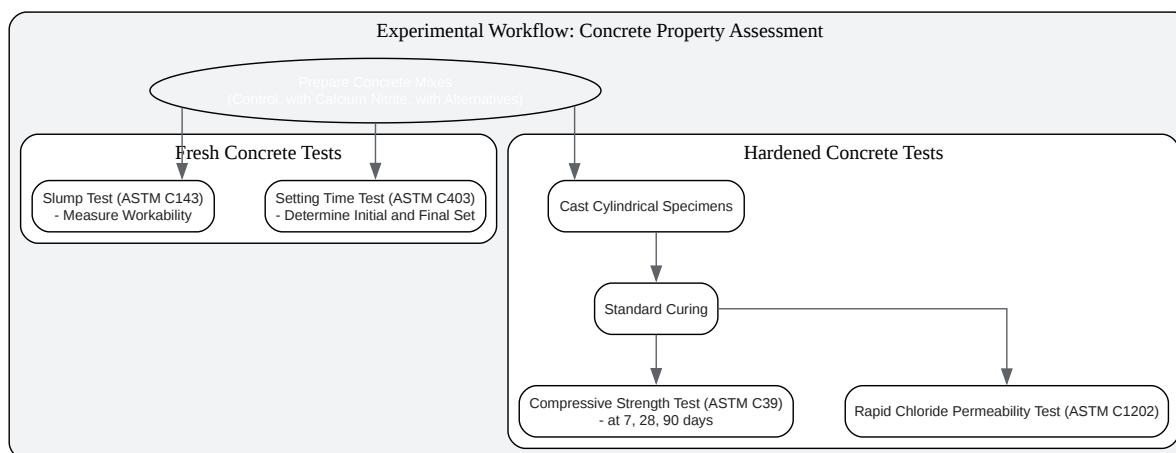 Experimental Workflow: Concrete Property Assessment
Prepare Concrete Mixes
(Control, with Calcium Nitrite, with Alternatives)
Fresh Concrete Tests
Slump Test (ASTM C143)
- Measure Workability
Setting Time Test (ASTM C403)
- Determine Initial and Final Set
Hardened Concrete Tests
Cast Cylindrical Specimens
Standard Curing
Compressive Strength Test (ASTM C39)
- at 7, 28, 90 days
Rapid Chloride Permeability Test (ASTM C1202)